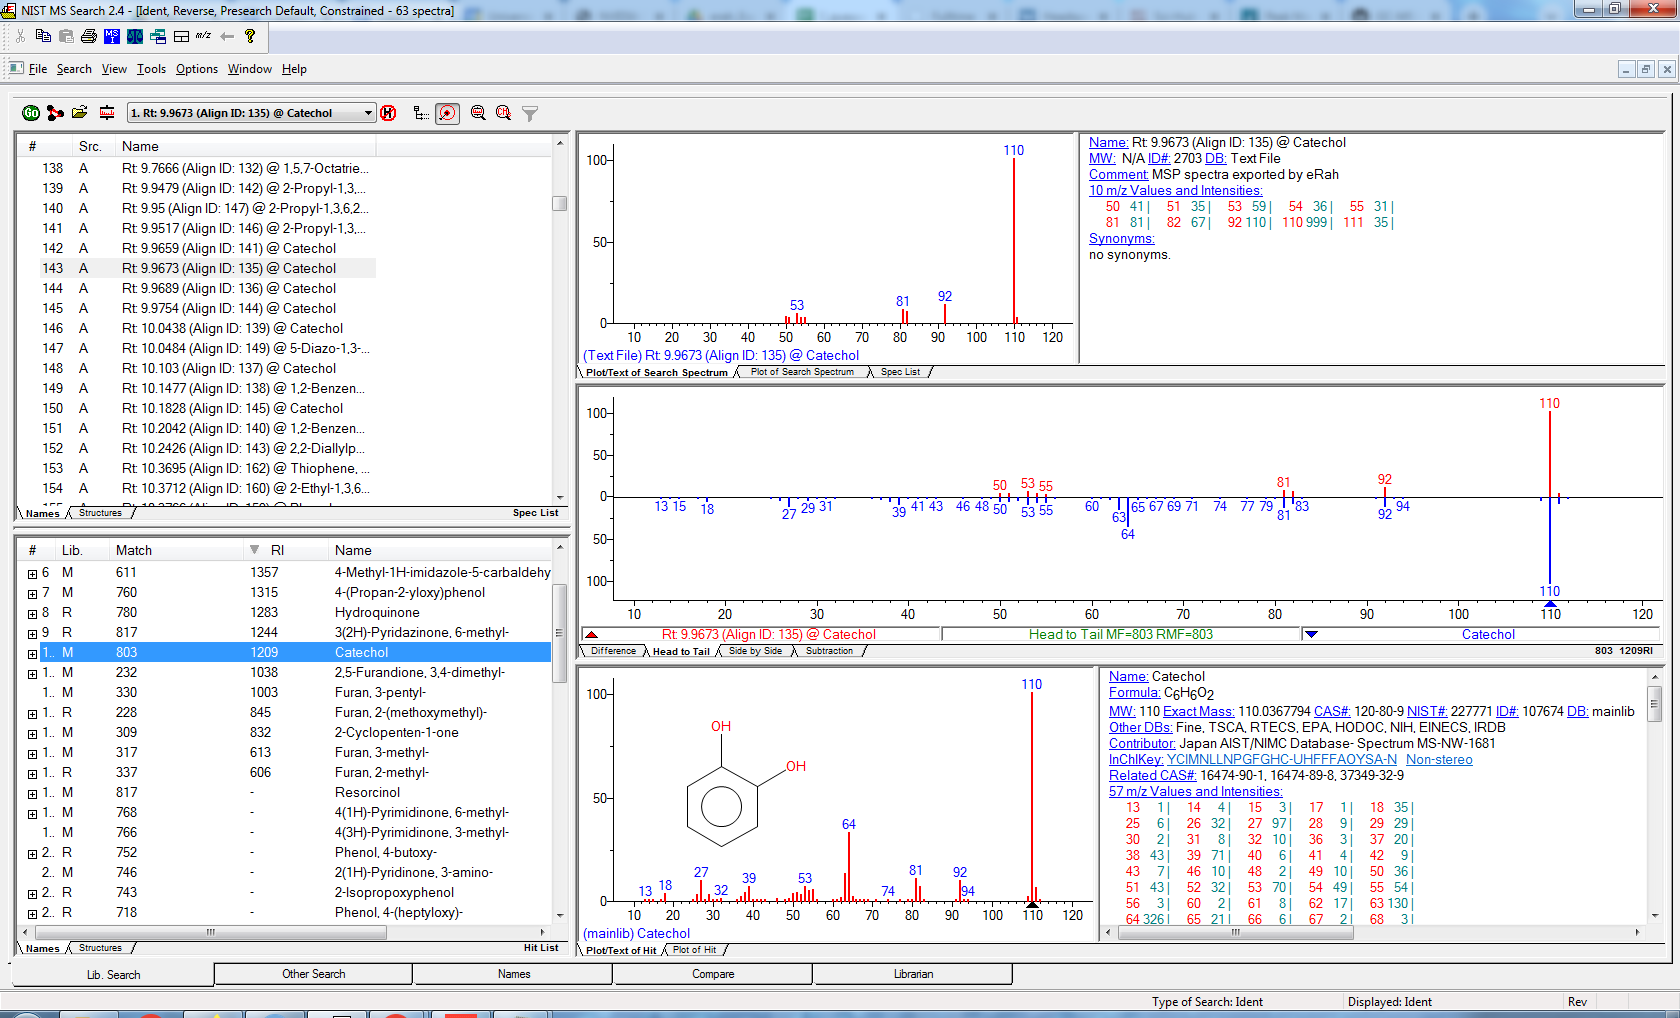 NIST MS Search 2.4 - [Ident, Reverse, Presearch Default, Constrained - 63 spectra]
File Search View Tools Options Window Help
1. Rt: 9.9673 (Align ID: 135) @ Catechol
# Src. Name
138 A Rt: 9.7666 (Align ID: 132) @ 1,5,7-Octatrie...
139 A Rt: 9.9479 (Align ID: 142) @ 2-Propyl-1,3,...
140 A Rt: 9.95 (Align ID: 147) @ 2-Propyl-1,3,6,2...
141 A Rt: 9.9517 (Align ID: 146) @ 2-Propyl-1,3,...
142 A Rt: 9.9659 (Align ID: 141) @ Catechol
143 A Rt: 9.9673 (Align ID: 135) @ Catechol
144 A Rt: 9.9689 (Align ID: 136) @ Catechol
145 A Rt: 9.9754 (Align ID: 144) @ Catechol
146 A Rt: 10.0438 (Align ID: 139) @ Catechol
147 A Rt: 10.0484 (Align ID: 149) @ 5-Diazo-1,3-...
148 A Rt: 10.103 (Align ID: 137) @ Catechol
149 A Rt: 10.1477 (Align ID: 138) @ 1,2-Benzen...
150 A Rt: 10.1828 (Align ID: 145) @ Catechol
151 A Rt: 10.2042 (Align ID: 140) @ 1,2-Benzen...
152 A Rt: 10.2426 (Align ID: 143) @ 2,2-Diallylp...
153 A Rt: 10.3695 (Align ID: 162) @ Thiophene, ...
154 A Rt: 10.3712 (Align ID: 160) @ 2-Ethyl-1,3,6...
Names Structures Spec List
# Lib. Match RI Name
6 M 611 1357 4-Methyl-1H-imidazole-5-carbaldehy
7 M 760 1315 4-(Propan-2-yloxy)phenol
8 R 780 1283 Hydroquinone
9 R 817 1244 3(2H)-Pyridazinone, 6-methyl-
1.. M 803 1209 Catechol
1.. M 232 1038 2,5-Furandione, 3,4-dimethyl-
1.. M 330 1003 Furan, 3-pentyl-
1.. R 228 845 Furan, 2-(methoxymethyl)-
1.. M 309 832 2-Cyclopenten-1-one
1.. M 317 613 Furan, 3-methyl-
1.. R 337 606 Furan, 2-methyl-
1.. M 817 - Resorcinol
1.. M 768 - 4(1H)-Pyrimidinone, 6-methyl-
1.. M 766 - 4(3H)-Pyrimidinone, 3-methyl-
2.. R 752 - Phenol, 4-butoxy-
2.. M 746 - 2(1H)-Pyridinone, 3-amino-
2.. R 743 - 2-Isopropoxyphenol
2.. R 718 - Phenol, 4-(heptyloxy)-
Names Structures Hit List
100
50
0
53 81 92 110
10 20 30 40 50 60 70 80 90 100 110 120
(Text File) Rt: 9.9673 (Align ID: 135) @ Catechol
Plot/Text of Search Spectrum Plot of Search Spectrum Spec List
Name: Rt: 9.9673 (Align ID: 135) @ Catechol
MW: N/A ID#: 2703 DB: Text File
Comment: MSP spectra exported by eRah
10 m/z Values and Intensities:
50 41| 51 35| 53 59| 54 36| 55 31|
81 81| 82 67| 92 110| 110 999| 111 35|
Synonyms:
no synonyms.
100
50
0
50
100
50 53 55 81 92 110
13 15 18 27 29 31 39 41 43 46 48 50 53 55 60 63 64 65 67 69 71 74 77 79 81 83 92 94 110
10 20 30 40 50 60 70 80 90 100 110 120
Rt: 9.9673 (Align ID: 135) @ Catechol Head to Tail MF=803 RMF=803 Catechol
Difference Head to Tail Side by Side Subtraction 803 1209RI
100
50
0
OH
OH
13 18 27 32 39 53 64 74 81 92 94 110
10 20 30 40 50 60 70 80 90 100 110 120
(mainlib) Catechol
Plot/Text of Hit Plot of Hit
Name: Catechol
Formula: C6H6O2
MW: 110 Exact Mass: 110.0367794 CAS#: 120-80-9 NIST#: 227771 ID#: 107674 DB: mainlib
Other DBs: Fine, TSCA, RTECS, EPA, HODOC, NIH, EINECS, IRDB
Contributor: Japan AIST/NIMC Database- Spectrum MS-NW-1681
InChIKey: YCIMNLLNPGFGHC-UHFFFAOYSA-N Non-stereo
Related CAS#: 16474-90-1, 16474-89-8, 37349-32-9
57 m/z Values and Intensities:
13 1| 14 4| 15 3| 17 1| 18 35|
25 6| 26 32| 27 97| 28 9| 29 29|
30 2| 31 8| 32 10| 36 3| 37 20|
38 43| 39 71| 40 6| 41 4| 42 9|
43 7| 46 10| 48 2| 49 10| 50 36|
51 43| 52 32| 53 70| 54 49| 55 54|
56 3| 60 2| 61 8| 62 17| 63 130|
64 326| 65 21| 66 6| 67 2| 68 3|
Lib. Search Other Search Names Compare Librarian
Type of Search: Ident Displayed: Ident Rev